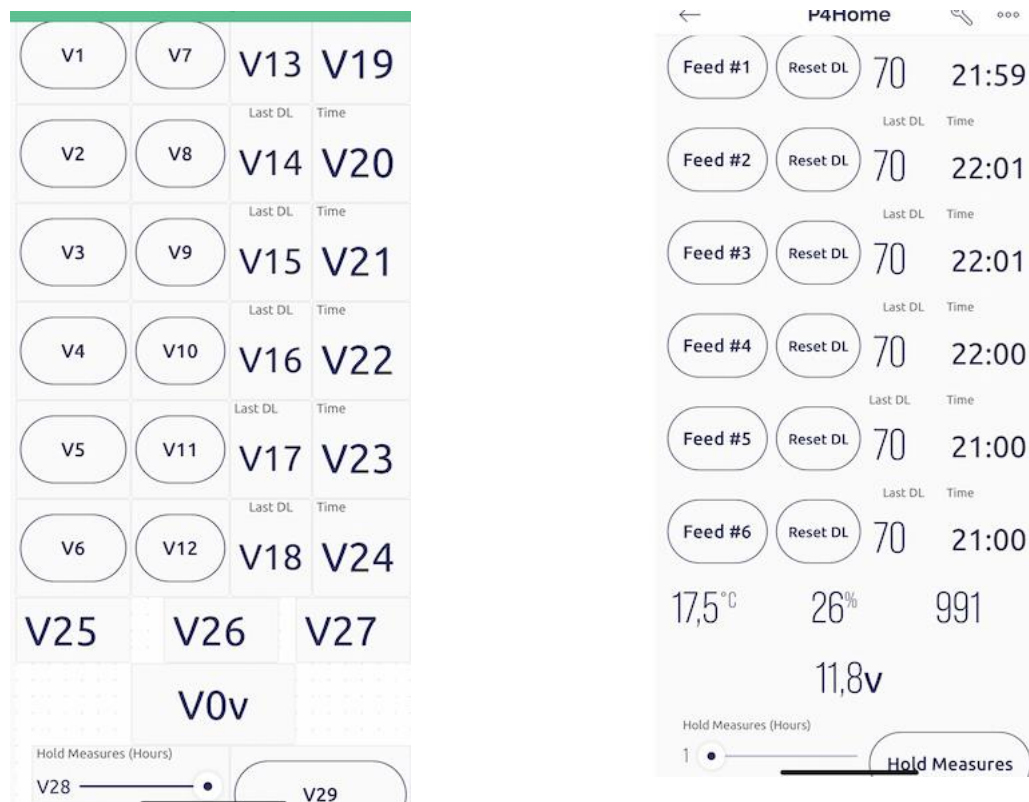 V1 V7 V13 V19
Last DL Time
V2 V8 V14 V20
Last DL Time
V3 V9 V15 V21
Last DL Time
V4 V10 V16 V22
Last DL Time
V5 V11 V17 V23
Last DL Time
V6 V12 V18 V24
V25 V26 V27
V0v
Hold Measures (Hours)
V28 V29
P4Home
Feed #1 Reset DL 70 21:59
Last DL Time
Feed #2 Reset DL 70 22:01
Last DL Time
Feed #3 Reset DL 70 22:01
Last DL Time
Feed #4 Reset DL 70 22:00
Last DL Time
Feed #5 Reset DL 70 21:00
Last DL Time
Feed #6 Reset DL 70 21:00
17,5°C 26% 991
11,8v
Hold Measures (Hours)
1 Hold Measures